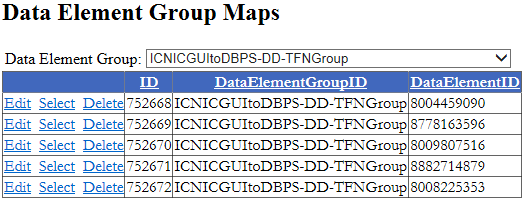 Data Element Group Maps
Data Element Group: ICNICGUItoDBPS-DD-TFNGroup
ID DataElementGroupID DataElementID
Edit Select Delete 752668 ICNICGUItoDBPS-DD-TFNGroup 8004459090
Edit Select Delete 752669 ICNICGUItoDBPS-DD-TFNGroup 8778163596
Edit Select Delete 752670 ICNICGUItoDBPS-DD-TFNGroup 8009807516
Edit Select Delete 752671 ICNICGUItoDBPS-DD-TFNGroup 8882714879
Edit Select Delete 752672 ICNICGUItoDBPS-DD-TFNGroup 8008225353